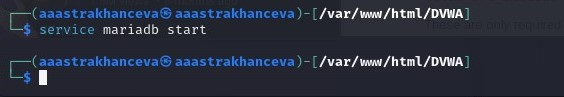 ┌──(aaastrakhanceva㉿aaastrakhanceva)-[/var/www/html/DVWA]
└─$ service mariadb start
┌──(aaastrakhanceva㉿aaastrakhanceva)-[/var/www/html/DVWA]
└─$